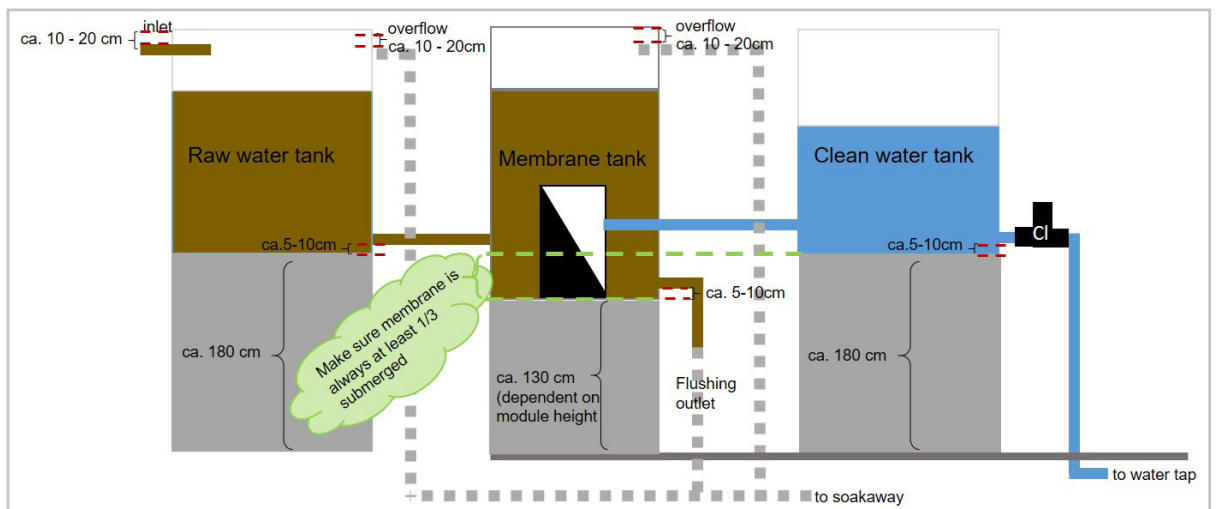 inlet
ca. 10 - 20 cm
overflow
ca. 10 - 20cm
overflow
ca. 10 - 20cm
Raw water tank
Membrane tank
Clean water tank
ca.5-10cm
Cl
ca.5-10cm
ca. 5-10cm
Make sure membrane is
always at least 1/3
submerged
ca. 180 cm
ca. 130 cm
(dependent on
module height
Flushing
outlet
ca. 180 cm
to water tap
to soakaway